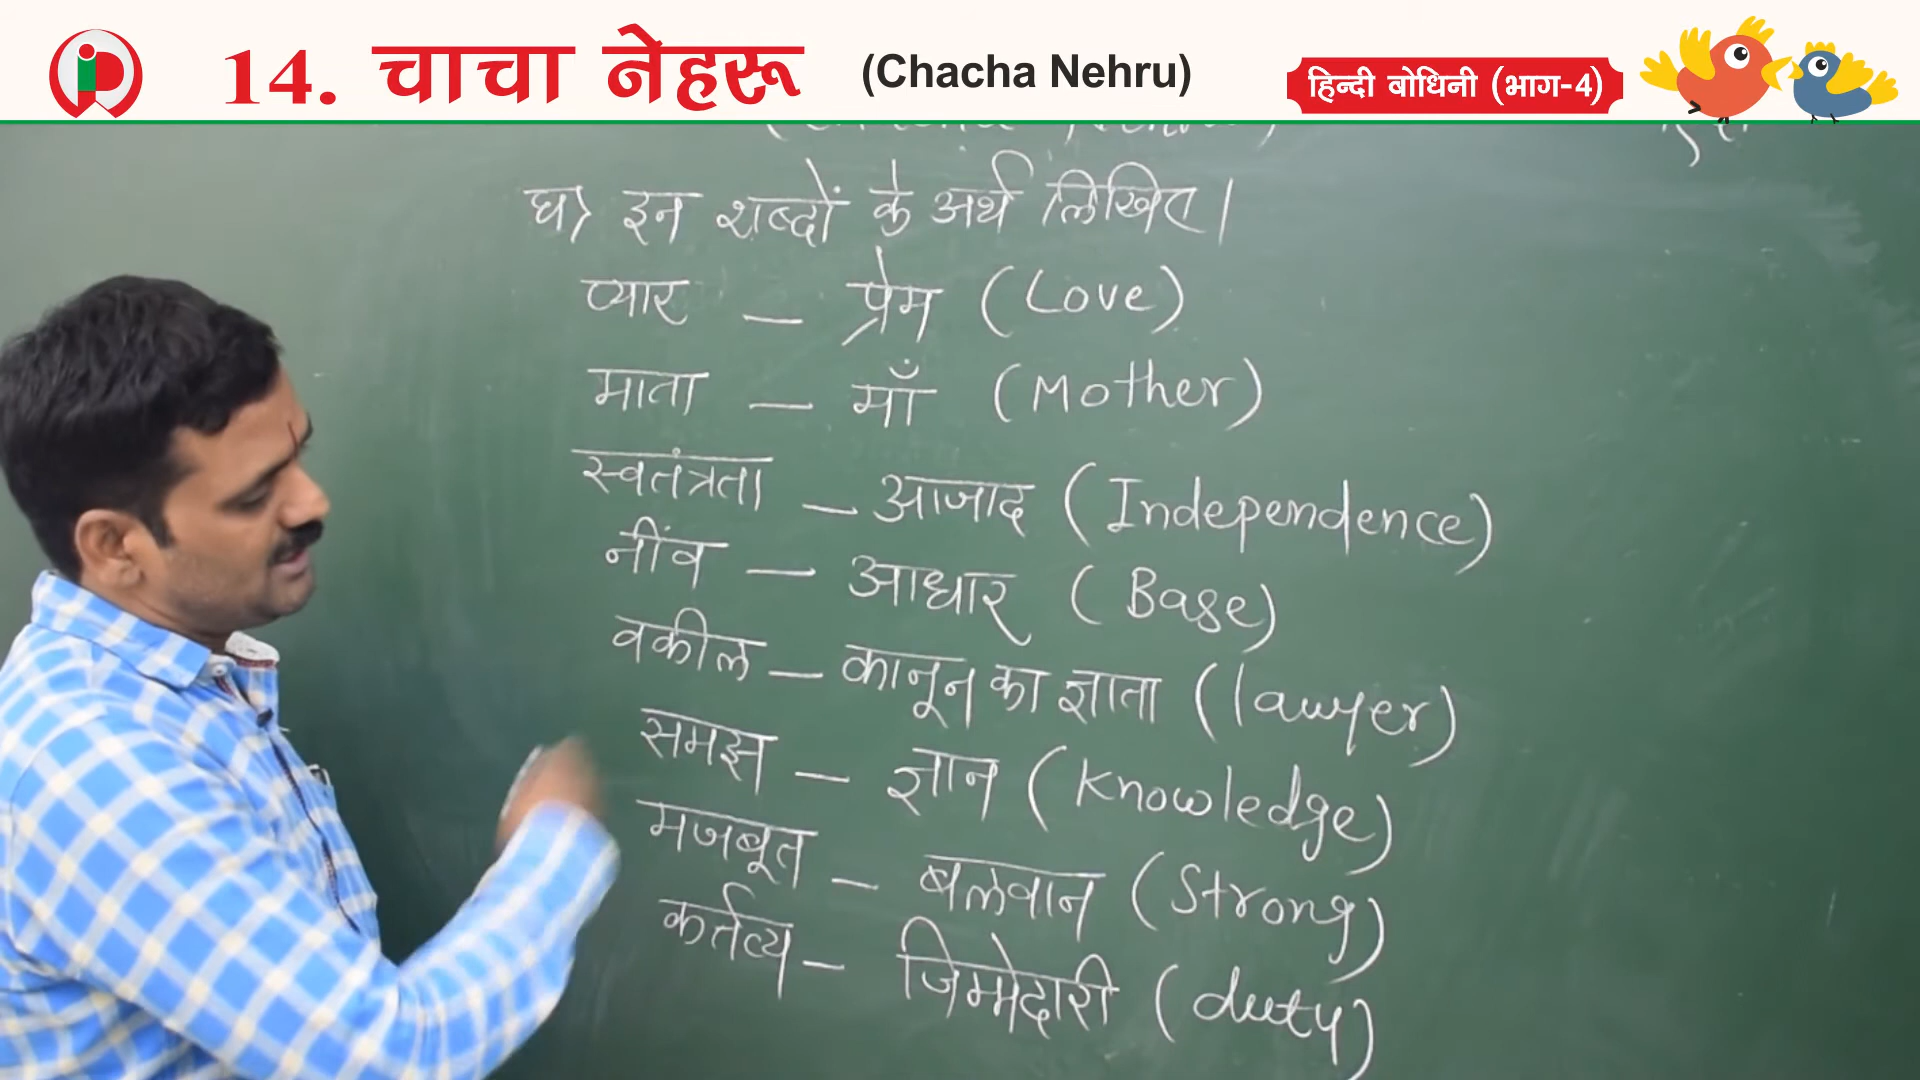 14. चाचा नेहरू (Chacha Nehru)
हिन्दी बोधिनी (भाग-4)
घ) इन शब्दों के अर्थ लिखिए।
प्यार – प्रेम (Love)
माता – माँ (Mother)
स्वतंत्रता – आजाद (Independence)
नींव – आधार (Base)
वकील – कानून का ज्ञाता (lawyer)
समझ – ज्ञान (Knowledge)
मजबूत – बलवान (Strong)
कर्तव्य – जिम्मेदारी (duty)